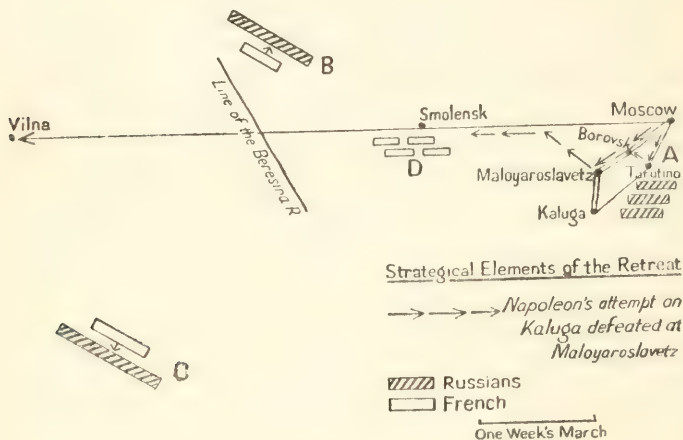 B
Line of the Beresina R
Vilna
Smolensk
Moscow
Borovsk
A
Tarutino
Maloyaroslavetz
D
Kaluga
Strategical Elements of the Retreat
Napoleon's attempt on
Kaluga defeated at
Maloyaroslavetz
C
Russians
French
One Week's March